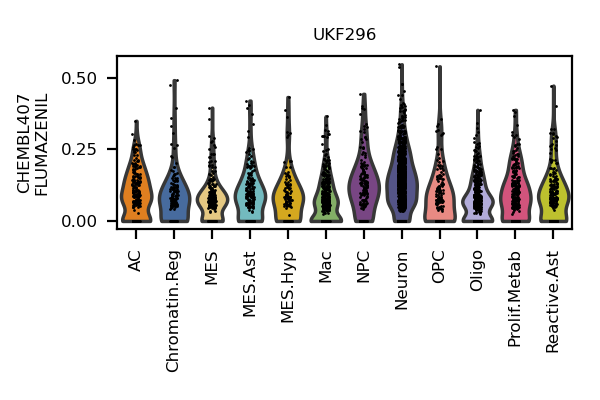 UKF296
CHEMBL407
FLUMAZENIL
0.50
0.25
0.00
AC
Chromatin.Reg
MES
MES.Ast
MES.Hyp
Mac
NPC
Neuron
OPC
Oligo
Prolif.Metab
Reactive.Ast